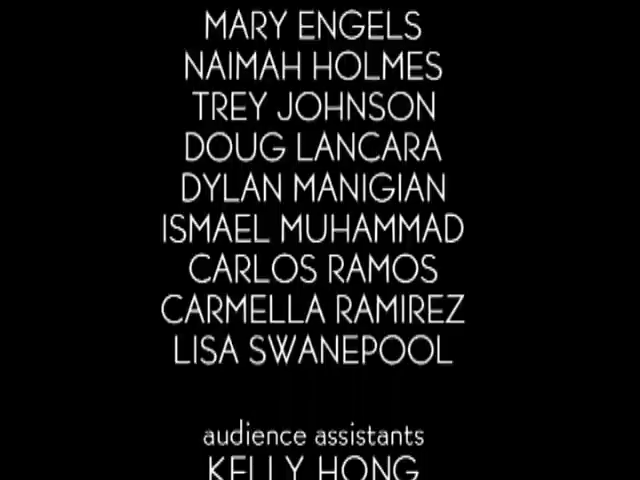 MARY ENGELS
NAIMAH HOLMES
TREY JOHNSON
DOUG LANCARA
DYLAN MANIGIAN
ISMAEL MUHAMMAD
CARLOS RAMOS
CARMELLA RAMIREZ
LISA SWANEPOOL
audience assistants
KELLY HONG